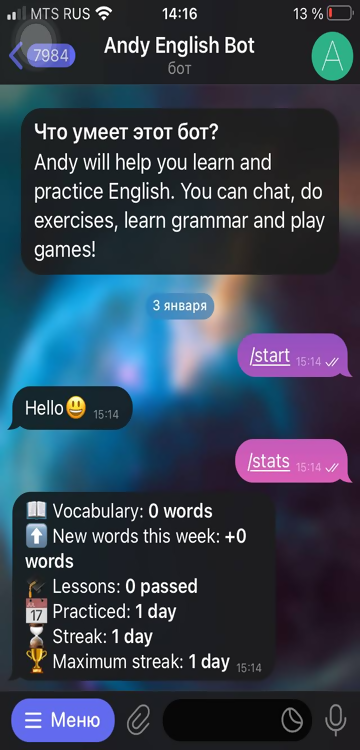 MTS RUS 14:16 13 %
7984 Andy English Bot A
бот
Что умеет этот бот?
Andy will help you learn and
practice English. You can chat, do
exercises, learn grammar and play
games!
3 января
/start 15:14
Hello😃 15:14
/stats 15:14
📖 Vocabulary: 0 words
⬆️ New words this week: +0
words
🎓 Lessons: 0 passed
📅 Practiced: 1 day
⏳ Streak: 1 day
🏆 Maximum streak: 1 day 15:14
Меню